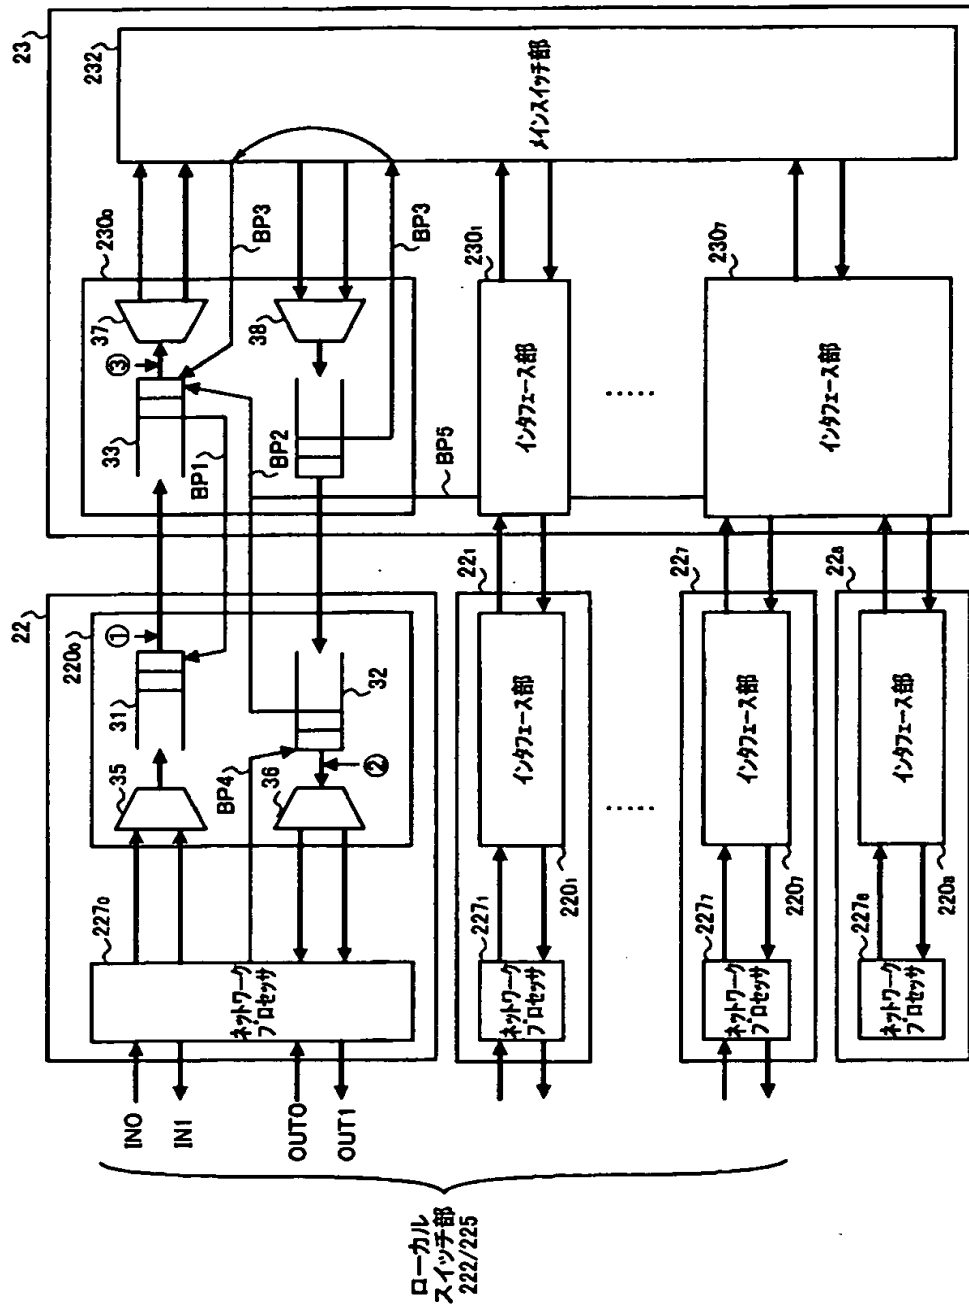 23
232
メインスイッチ部
230₀
37
③
33
BP1
BP3
38
BP2
BP3
BP5
230₁
インタフェース部
‥‥‥
230₇
インタフェース部
22
220₀
①
31
35
32
BP4
36
②
227₀
ネットワーク
プロセッサ
IN0
IN1
OUT0
OUT1
22₁
インタフェース部
220₁
227₁
ネットワーク
プロセッサ
‥‥‥
22₇
インタフェース部
220₇
227₇
ネットワーク
プロセッサ
22₈
インタフェース部
220₈
227₈
ネットワーク
プロセッサ
ローカル
スイッチ部
222/225